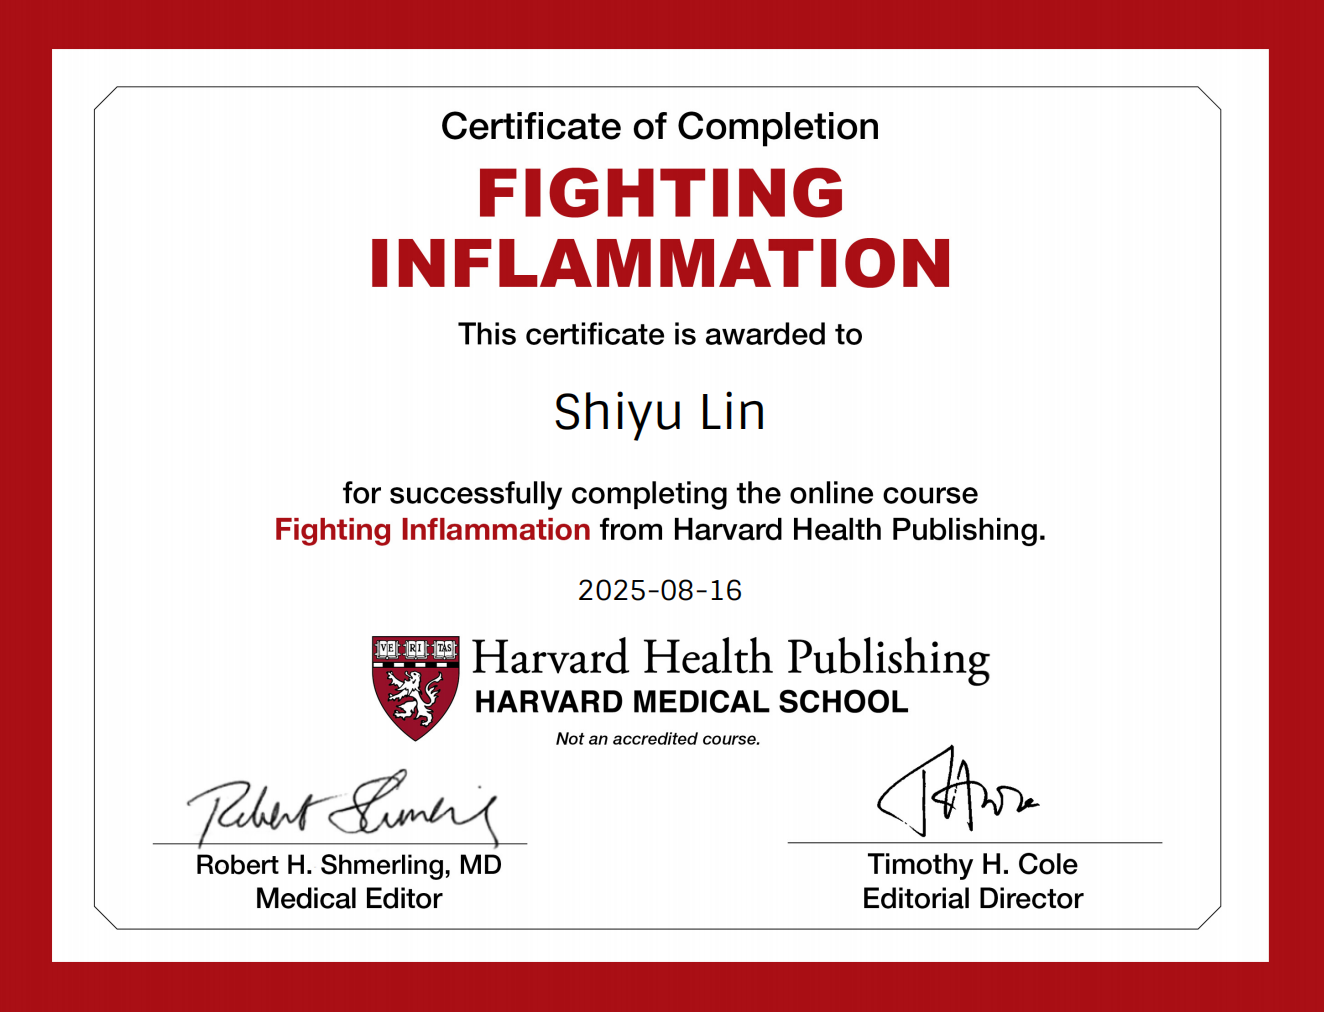 Certificate of Completion
FIGHTING
INFLAMMATION
This certificate is awarded to
Shiyu Lin
for successfully completing the online course
Fighting Inflammation from Harvard Health Publishing.
2025-08-16
VE RI TAS
Harvard Health Publishing
HARVARD MEDICAL SCHOOL
Not an accredited course.
Robert Shmerling
Robert H. Shmerling, MD
Medical Editor
Timothy H. Cole
Editorial Director